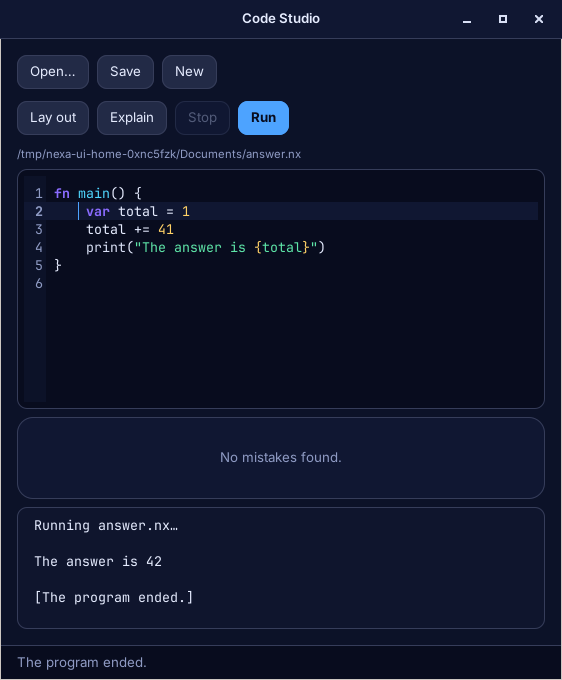 Code Studio
Open... Save New
Lay out Explain Stop Run
/tmp/nexa-ui-home-0xnc5fzk/Documents/answer.nx
1 fn main() {
2     var total = 1
3     total += 41
4     print("The answer is {total}")
5 }
6
No mistakes found.
Running answer.nx…
The answer is 42
[The program ended.]
The program ended.